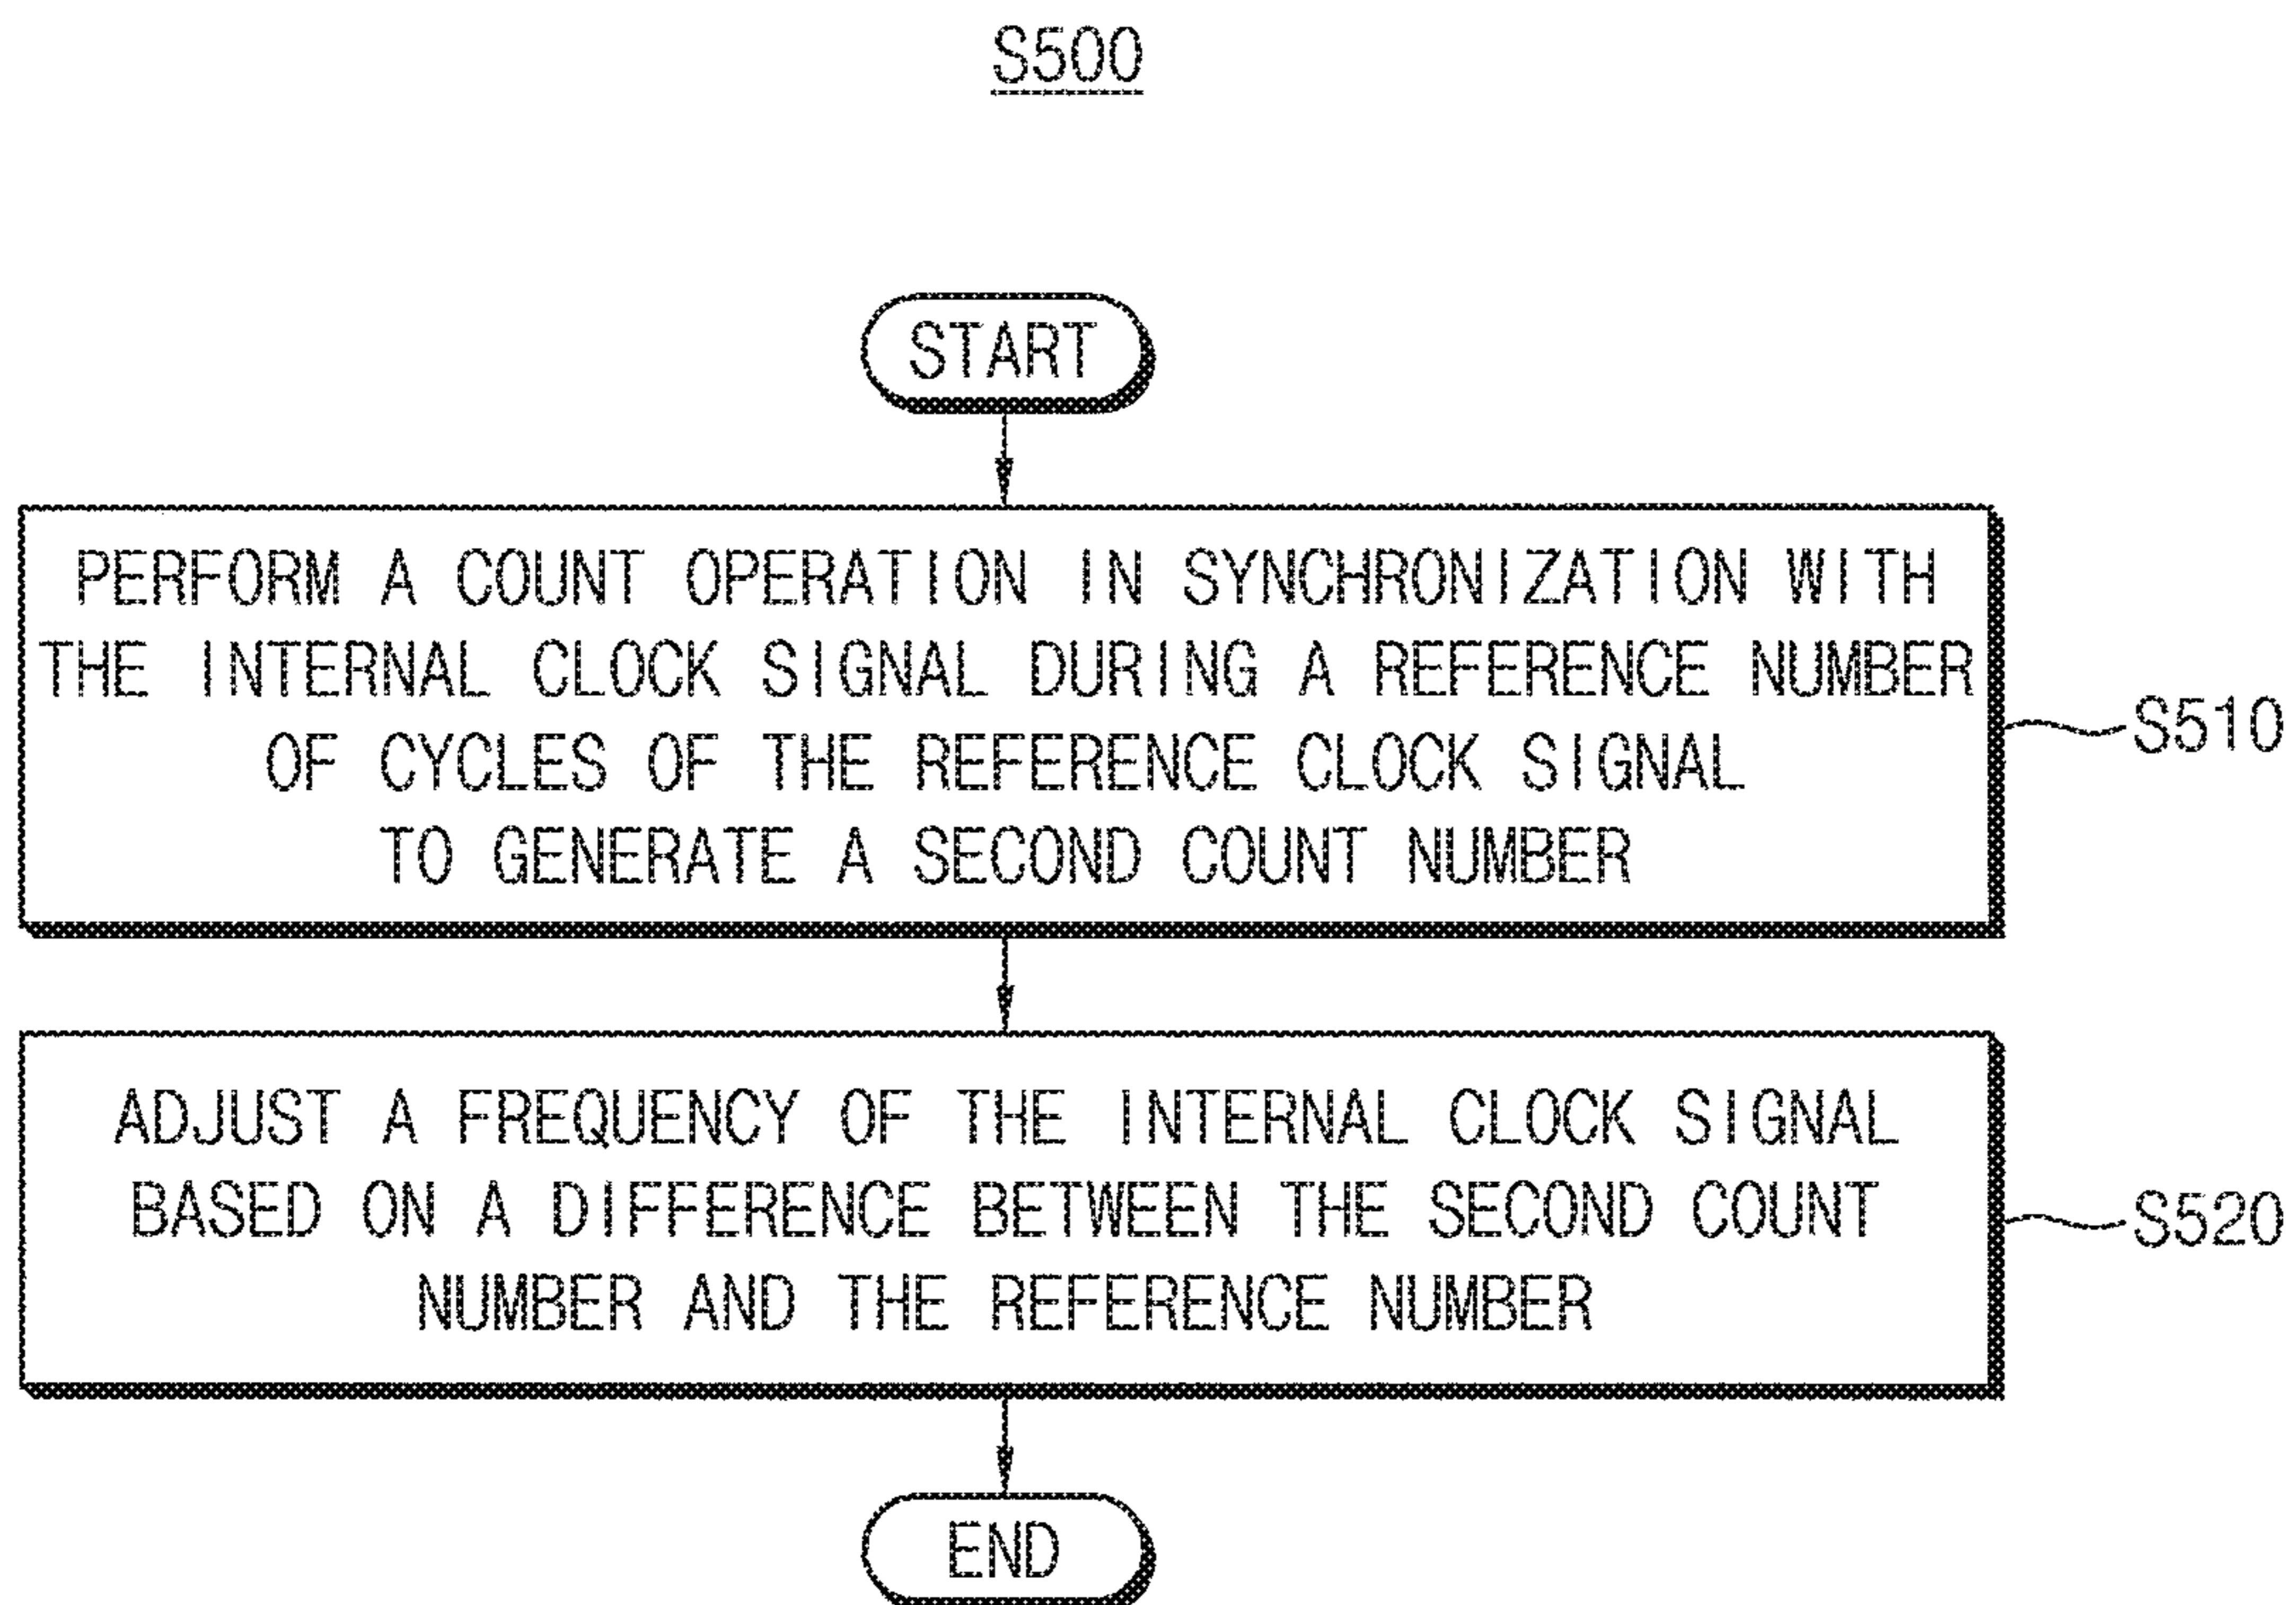 S500
START
PERFORM A COUNT OPERATION IN SYNCHRONIZATION WITH
THE INTERNAL CLOCK SIGNAL DURING A REFERENCE NUMBER
OF CYCLES OF THE REFERENCE CLOCK SIGNAL
TO GENERATE A SECOND COUNT NUMBER
S510
ADJUST A FREQUENCY OF THE INTERNAL CLOCK SIGNAL
BASED ON A DIFFERENCE BETWEEN THE SECOND COUNT
NUMBER AND THE REFERENCE NUMBER
S520
END